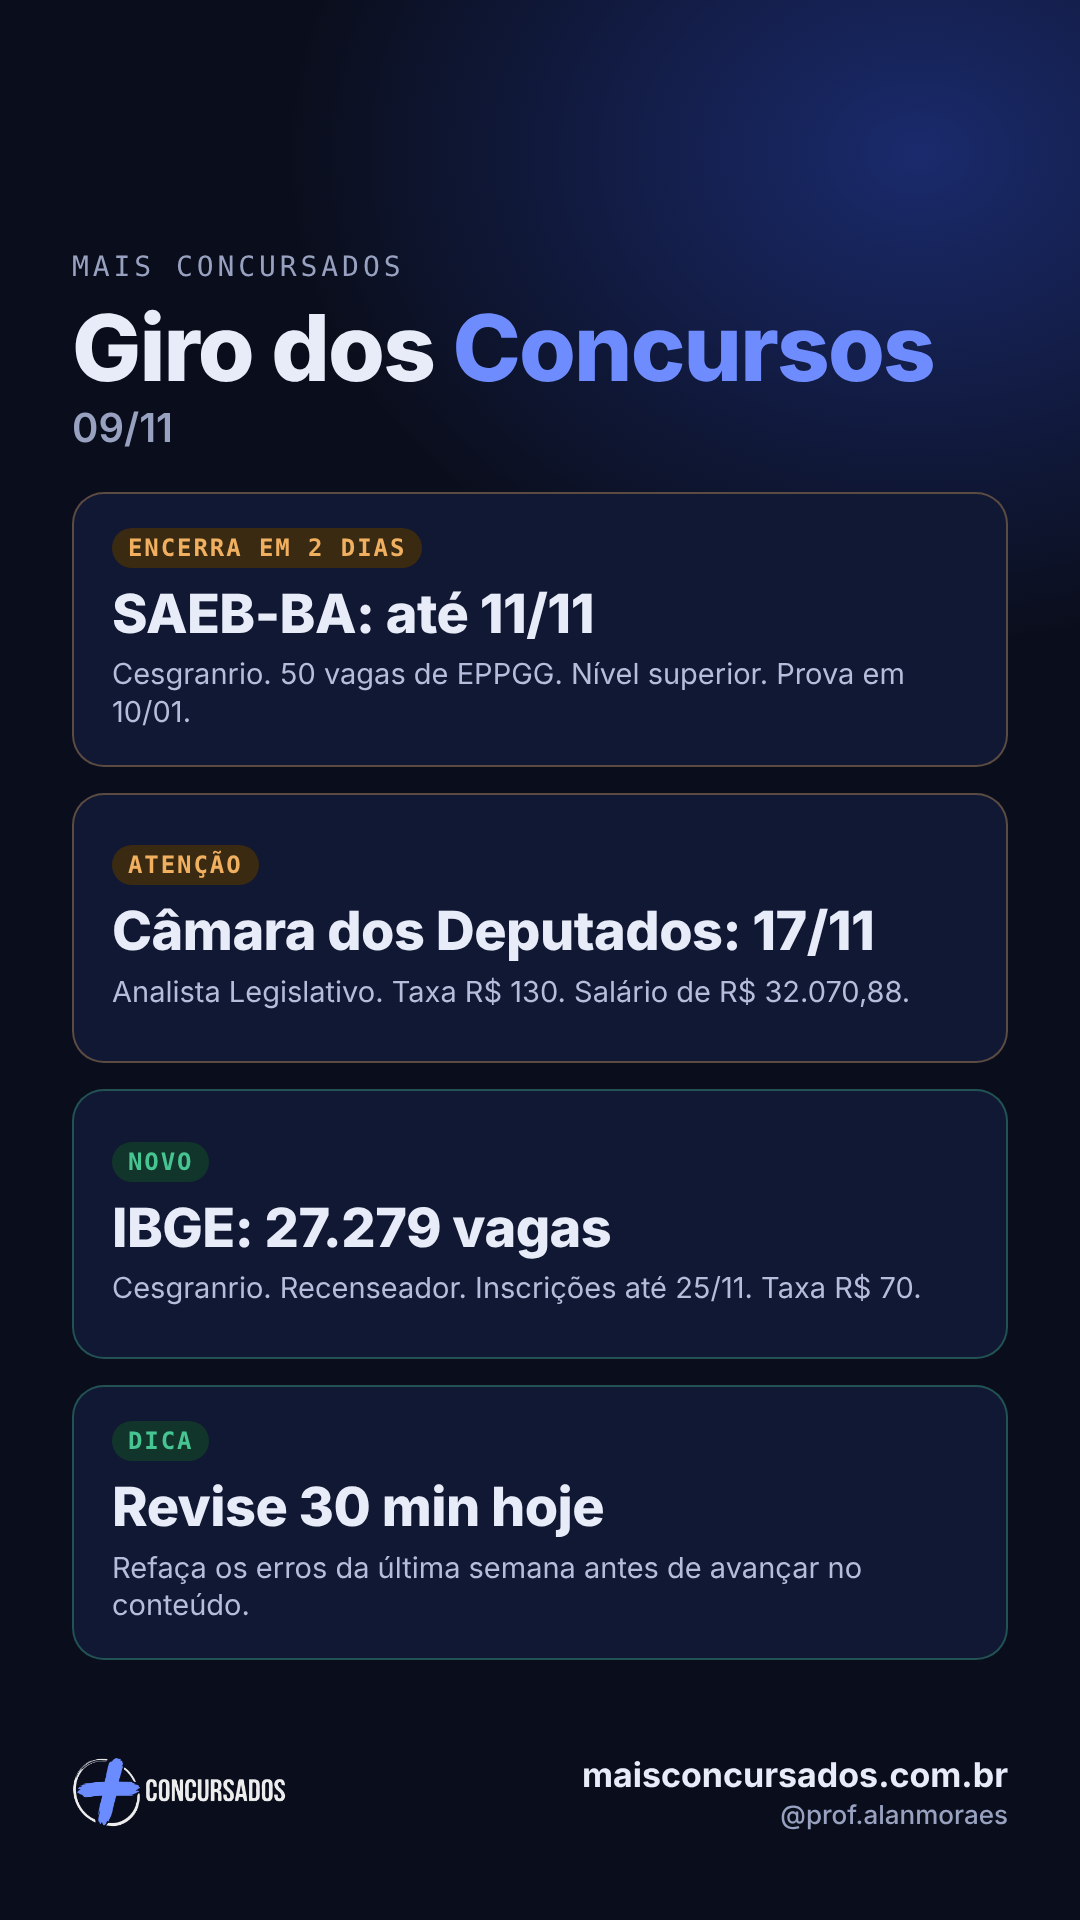 MAIS CONCURSADOS
Giro dos Concursos
09/11
ENCERRA EM 2 DIAS
SAEB-BA: até 11/11
Cesgranrio. 50 vagas de EPPGG. Nível superior. Prova em
10/01.
ATENÇÃO
Câmara dos Deputados: 17/11
Analista Legislativo. Taxa R$ 130. Salário de R$ 32.070,88.
NOVO
IBGE: 27.279 vagas
Cesgranrio. Recenseador. Inscrições até 25/11. Taxa R$ 70.
DICA
Revise 30 min hoje
Refaça os erros da última semana antes de avançar no
conteúdo.
CONCURSADOS
maisconcursados.com.br
@prof.alanmoraes